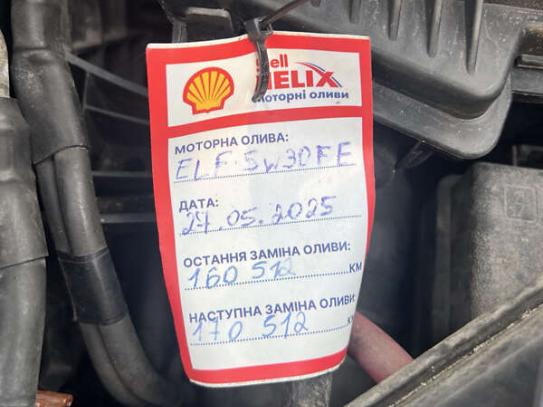 Shell
HELIX
Моторні оливи
МОТОРНА ОЛИВА:
ELF 5w30FE
ДАТА:
27.05.2025
ОСТАННЯ ЗАМІНА ОЛИВИ:
160 512 КМ
НАСТУПНА ЗАМІНА ОЛИВИ:
170 512